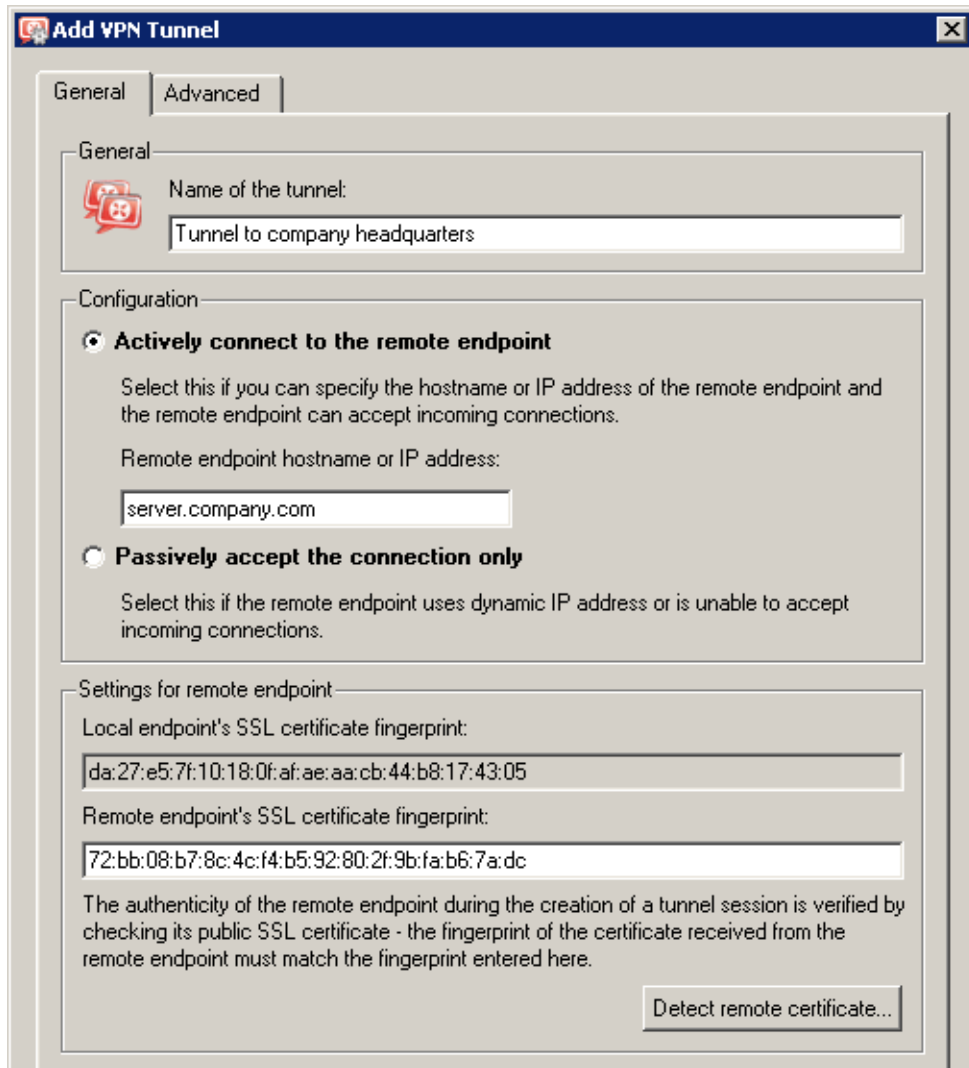 Add VPN Tunnel
General
Advanced
General
Name of the tunnel:
Tunnel to company headquarters
Configuration
Actively connect to the remote endpoint
Select this if you can specify the hostname or IP address of the remote endpoint and
the remote endpoint can accept incoming connections.
Remote endpoint hostname or IP address:
server.company.com
Passively accept the connection only
Select this if the remote endpoint uses dynamic IP address or is unable to accept
incoming connections.
Settings for remote endpoint
Local endpoint's SSL certificate fingerprint:
da:27:e5:7f:10:18:0f:af:ae:aa:cb:44:b8:17:43:05
Remote endpoint's SSL certificate fingerprint:
72:bb:08:b7:8c:4c:f4:b5:92:80:2f:9b:fa:b6:7a:dc
The authenticity of the remote endpoint during the creation of a tunnel session is verified by
checking its public SSL certificate - the fingerprint of the certificate received from the
remote endpoint must match the fingerprint entered here.
Detect remote certificate...